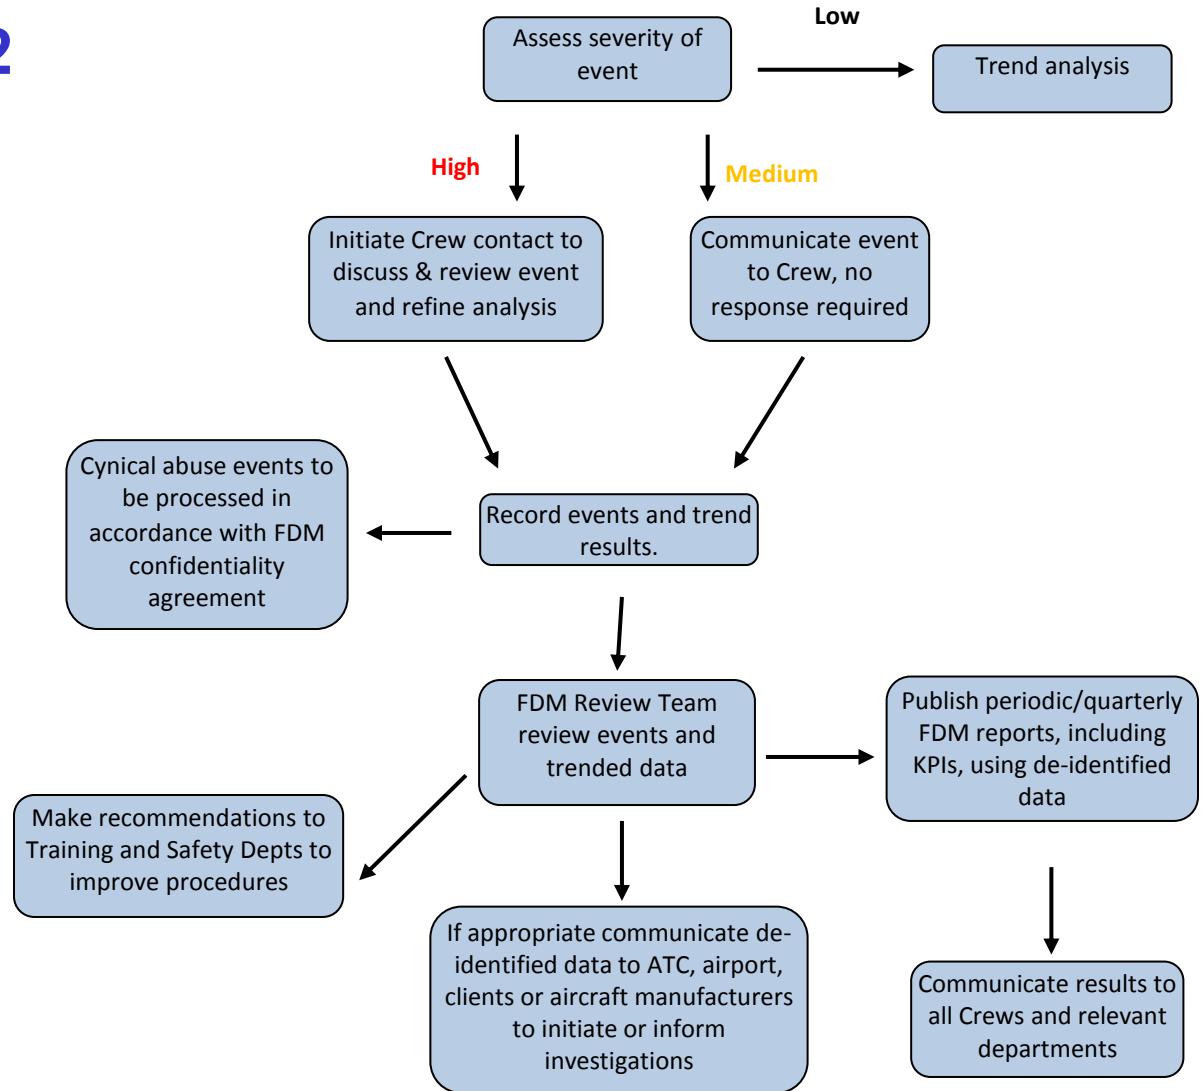 2
Low
Assess severity of
event
Trend analysis
High
Medium
Initiate Crew contact to
discuss & review event
and refine analysis
Communicate event
to Crew, no
response required
Cynical abuse events to
be processed in
accordance with FDM
confidentiality
agreement
Record events and trend
results.
FDM Review Team
review events and
trended data
Publish periodic/quarterly
FDM reports, including
KPIs, using de-identified
data
Make recommendations to
Training and Safety Depts to
improve procedures
If appropriate communicate de-
identified data to ATC, airport,
clients or aircraft manufacturers
to initiate or inform
investigations
Communicate results to
all Crews and relevant
departments